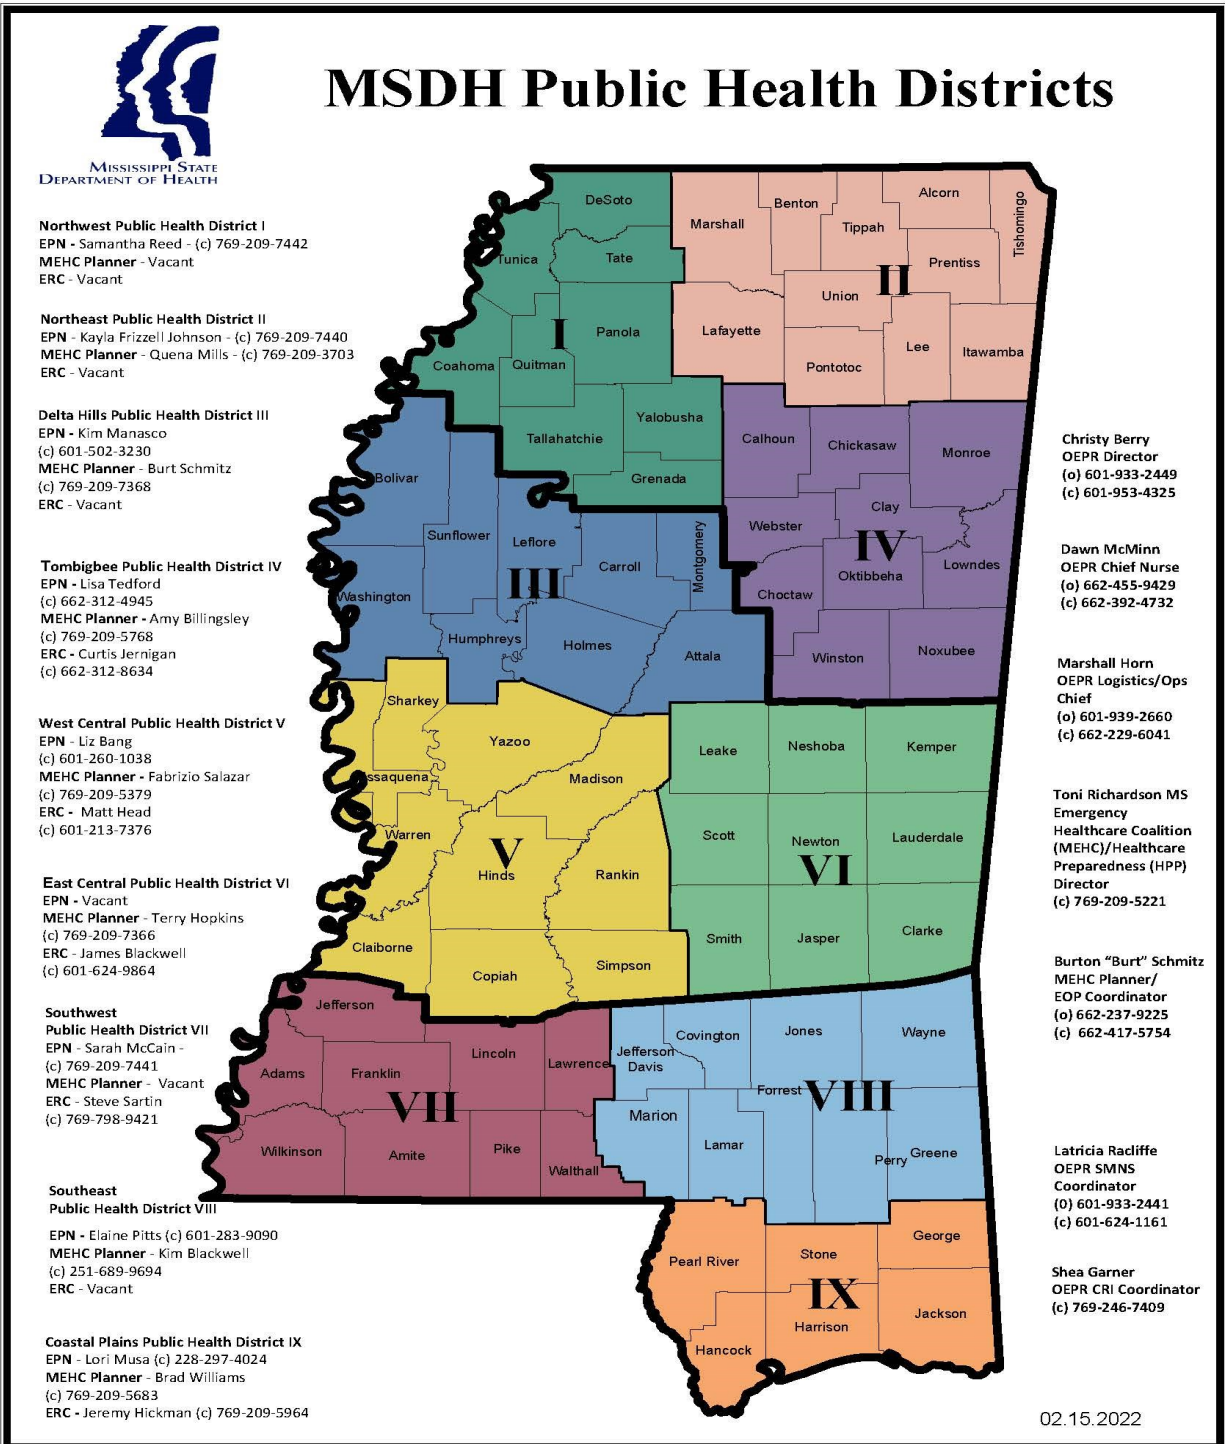 MSDH Public Health Districts
MISSISSIPPI STATE
DEPARTMENT OF HEALTH
Northwest Public Health District I
EPN - Samantha Reed - (c) 769-209-7442
MEHC Planner - Vacant
ERC - Vacant
Northeast Public Health District II
EPN - Kayla Frizzell Johnson - (c) 769-209-7440
MEHC Planner - Quena Mills - (c) 769-209-3703
ERC - Vacant
Delta Hills Public Health District III
EPN - Kim Manasco
(c) 601-502-3230
MEHC Planner - Burt Schmitz
(c) 769-209-7368
ERC - Vacant
Tombigbee Public Health District IV
EPN - Lisa Tedford
(c) 662-312-4945
MEHC Planner - Amy Billingsley
(c) 769-209-5768
ERC - Curtis Jernigan
(c) 662-312-8634
West Central Public Health District V
EPN - Liz Bang
(c) 601-260-1038
MEHC Planner - Fabrizio Salazar
(c) 769-209-5379
ERC - Matt Head
(c) 601-213-7376
East Central Public Health District VI
EPN - Vacant
MEHC Planner - Terry Hopkins
(c) 769-209-7366
ERC - James Blackwell
(c) 601-624-9864
Southwest
Public Health District VII
EPN - Sarah McCain -
(c) 769-209-7441
MEHC Planner - Vacant
ERC - Steve Sartin
(c) 769-798-9421
Southeast
Public Health District VIII
EPN - Elaine Pitts (c) 601-283-9090
MEHC Planner - Kim Blackwell
(c) 251-689-9694
ERC - Vacant
Coastal Plains Public Health District IX
EPN - Lori Musa (c) 228-297-4024
MEHC Planner - Brad Williams
(c) 769-209-5683
ERC - Jeremy Hickman (c) 769-209-5964
DeSoto
Tunica
Tate
I
Panola
Coahoma
Quitman
Yalobusha
Tallahatchie
Grenada
Marshall
Benton
Tippah
Alcorn
Tishomingo
Prentiss
II
Union
Lafayette
Lee
Itawamba
Pontotoc
Bolivar
Sunflower
Leflore
III
Carroll
Montgomery
Washington
Humphreys
Holmes
Attala
Calhoun
Chickasaw
Monroe
Clay
Webster
IV
Oktibbeha
Lowndes
Choctaw
Winston
Noxubee
Sharkey
Yazoo
ssaquena
Madison
Warren
V
Hinds
Rankin
Claiborne
Copiah
Simpson
Leake
Neshoba
Kemper
Scott
Newton
Lauderdale
VI
Smith
Jasper
Clarke
Jefferson
Lincoln
Lawrence
Adams
Franklin
VII
Wilkinson
Amite
Pike
Walthall
Covington
Jones
Wayne
Jefferson
Davis
Forrest
VIII
Marion
Lamar
Perry
Greene
Pearl River
Stone
George
IX
Harrison
Jackson
Hancock
Christy Berry
OEPR Director
(o) 601-933-2449
(c) 601-953-4325
Dawn McMinn
OEPR Chief Nurse
(o) 662-455-9429
(c) 662-392-4732
Marshall Horn
OEPR Logistics/Ops
Chief
(o) 601-939-2660
(c) 662-229-6041
Toni Richardson MS
Emergency
Healthcare Coalition
(MEHC)/Healthcare
Preparedness (HPP)
Director
(c) 769-209-5221
Burton “Burt” Schmitz
MEHC Planner/
EOP Coordinator
(o) 662-237-9225
(c) 662-417-5754
Latricia Racliffe
OEPR SMNS
Coordinator
(0) 601-933-2441
(c) 601-624-1161
Shea Garner
OEPR CRI Coordinator
(c) 769-246-7409
02.15.2022